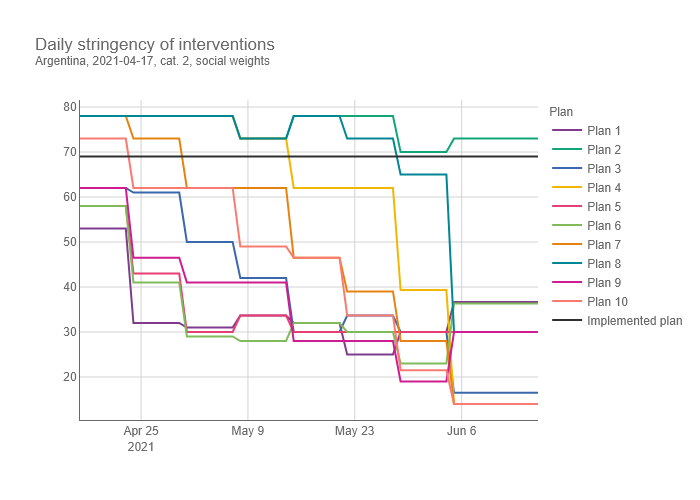 Daily stringency of interventions
Argentina, 2021-04-17, cat. 2, social weights
80
70
60
50
40
30
20
Apr 25
2021
May 9
May 23
Jun 6
Plan
Plan 1
Plan 2
Plan 3
Plan 4
Plan 5
Plan 6
Plan 7
Plan 8
Plan 9
Plan 10
Implemented plan